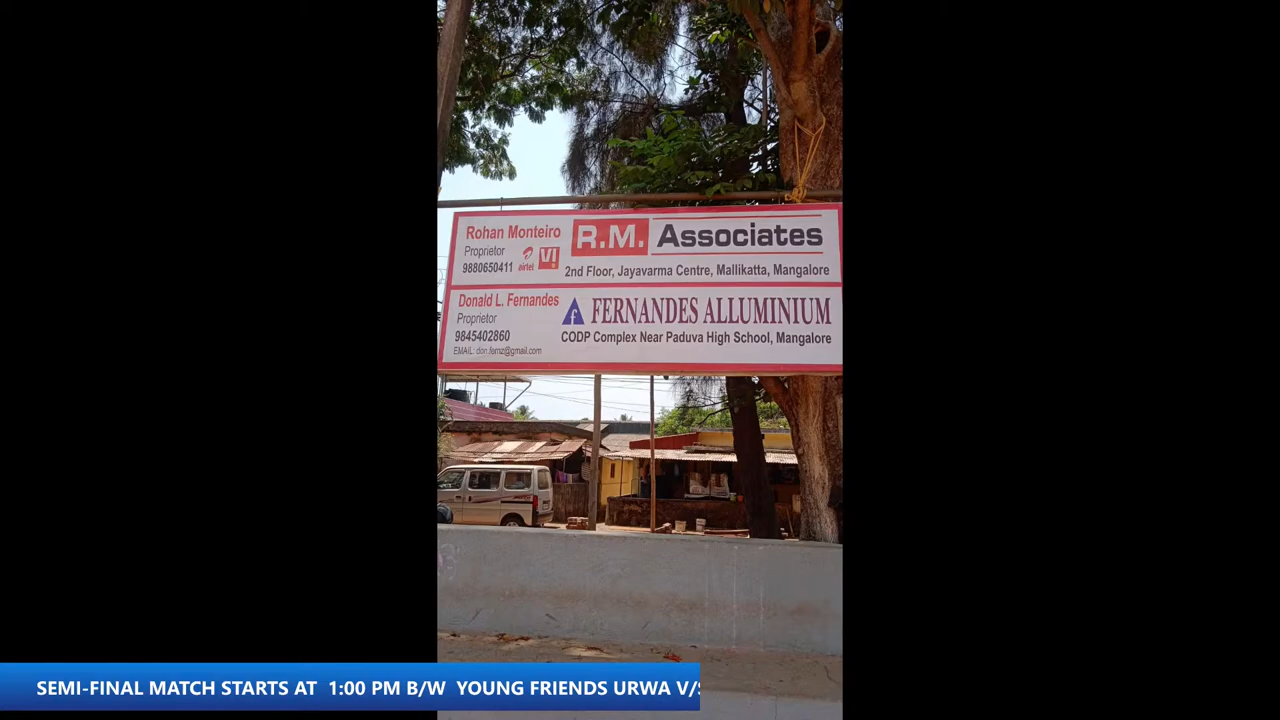 Rohan Monteiro
Proprietor
9880650411
airtel
VI
R.M. Associates
2nd Floor, Jayavarma Centre, Mallikatta, Mangalore
Donald L. Fernandes
Proprietor
9845402860
EMAIL: don.fernz@gmail.com
f FERNANDES ALLUMINIUM
CODP Complex Near Paduva High School, Mangalore
SEMI-FINAL MATCH STARTS AT 1:00 PM B/W YOUNG FRIENDS URWA V/S